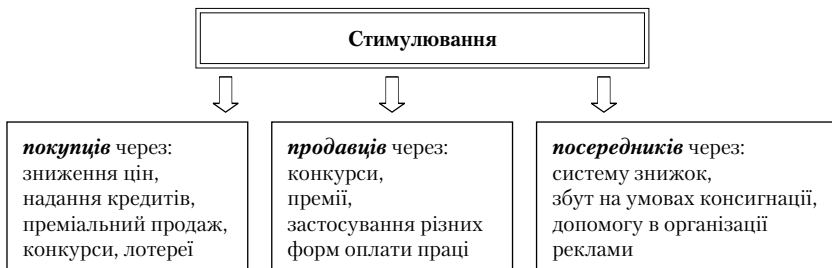 Стимулювання
покупців через:
зниження цін,
надання кредитів,
преміальний продаж,
конкурси, лотереї
продавців через:
конкурси,
премії,
застосування різних
форм оплати праці
посередників через:
систему знижок,
збут на умовах консигнації,
допомогу в організації
реклами